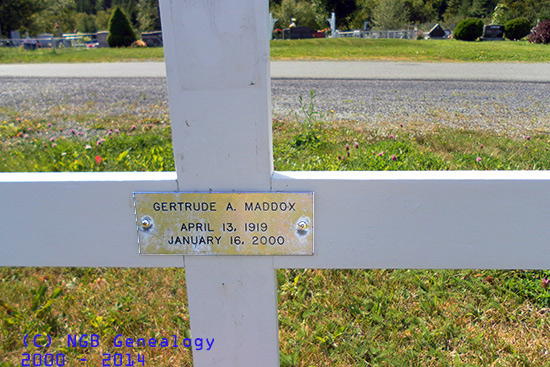 GERTRUDE A. MADDOX
APRIL 13, 1919
JANUARY 16, 2000
(C) NGB Genealogy
2000 - 2014